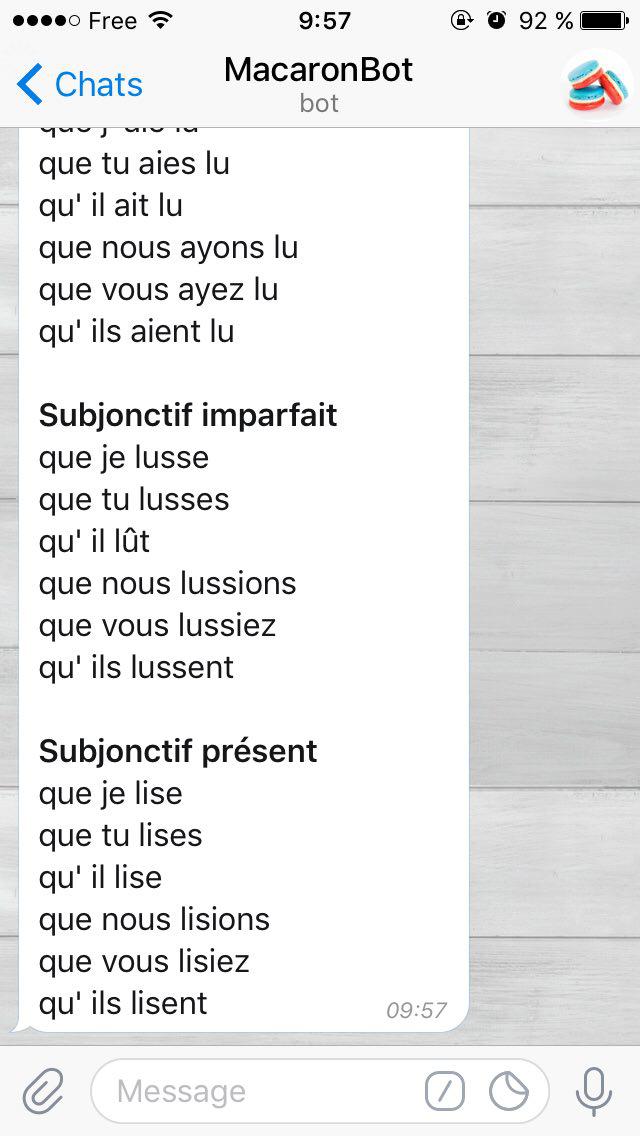 Free 9:57 92 %
Chats MacaronBot
bot
que j' aie lu
que tu aies lu
qu' il ait lu
que nous ayons lu
que vous ayez lu
qu' ils aient lu
Subjonctif imparfait
que je lusse
que tu lusses
qu' il lût
que nous lussions
que vous lussiez
qu' ils lussent
Subjonctif présent
que je lise
que tu lises
qu' il lise
que nous lisions
que vous lisiez
qu' ils lisent
09:57
Message